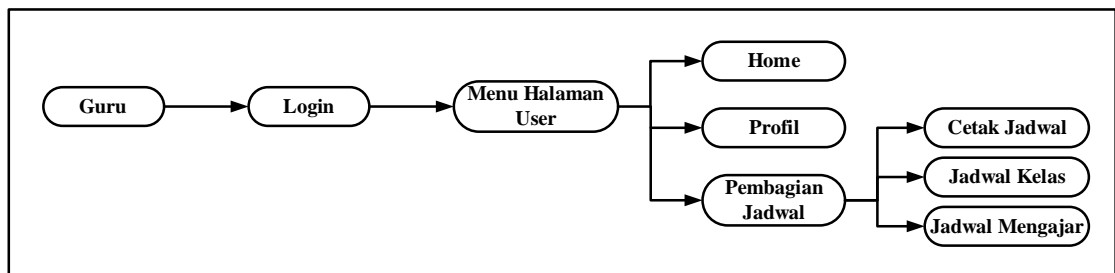 Guru
Login
Menu Halaman
User
Home
Profil
Pembagian
Jadwal
Cetak Jadwal
Jadwal Kelas
Jadwal Mengajar